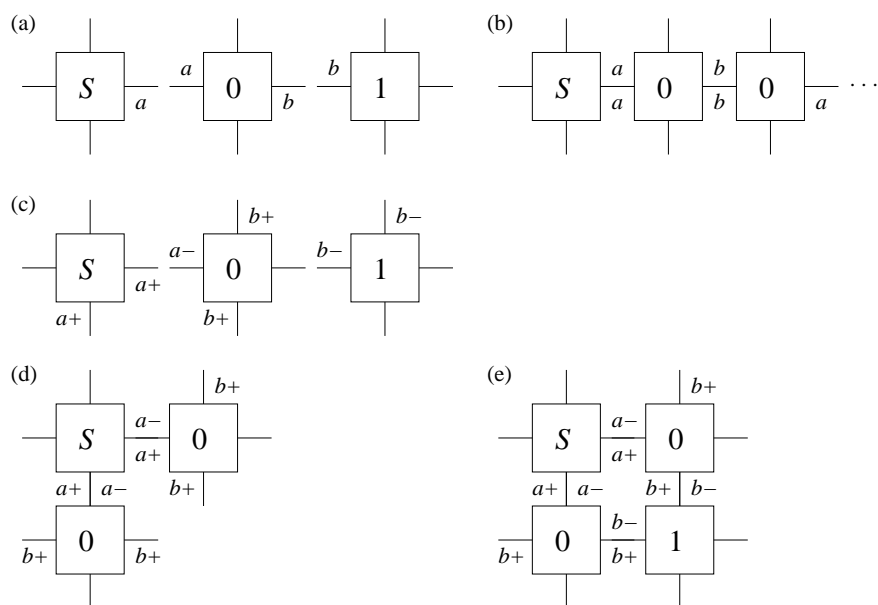 (a) (b)
a b a b
S 0 1 S 0 0 ···
a b a b a
(c)
b+ b−
a− b−
S 0 1
a+
a+ b+
(d) (e)
b+ b+
a− a−
S 0 S 0
a+ a+
a+ a− b+ a+ a− b+ b−
b−
0 0 1
b+ b+ b+ b+